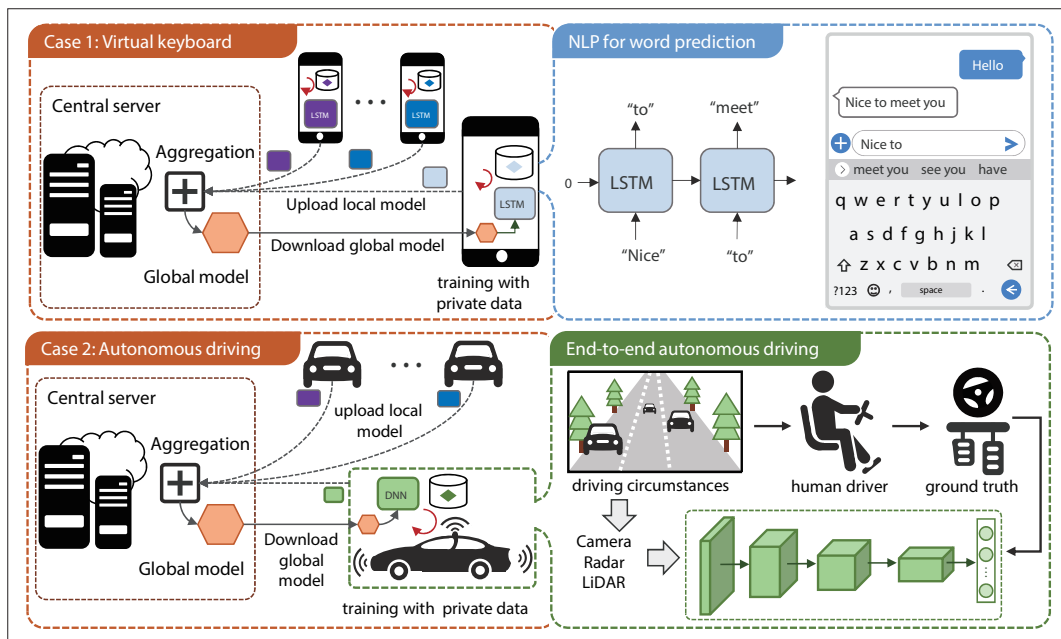 Case 1: Virtual keyboard
Central server
Aggregation
Global model
LSTM
LSTM
Upload local model
Download global model
LSTM
training with
private data
NLP for word prediction
"to"
"meet"
0
LSTM
LSTM
"Nice"
"to"
Hello
Nice to meet you
Nice to
meet you see you have
q w e r t y u l o p
a s d f g h j k l
z x c v b n m
?123 , space .
Case 2: Autonomous driving
Central server
Aggregation
Global model
upload local
model
Download
global
model
DNN
training with private data
End-to-end autonomous driving
driving circumstances
human driver
ground truth
Camera
Radar
LiDAR